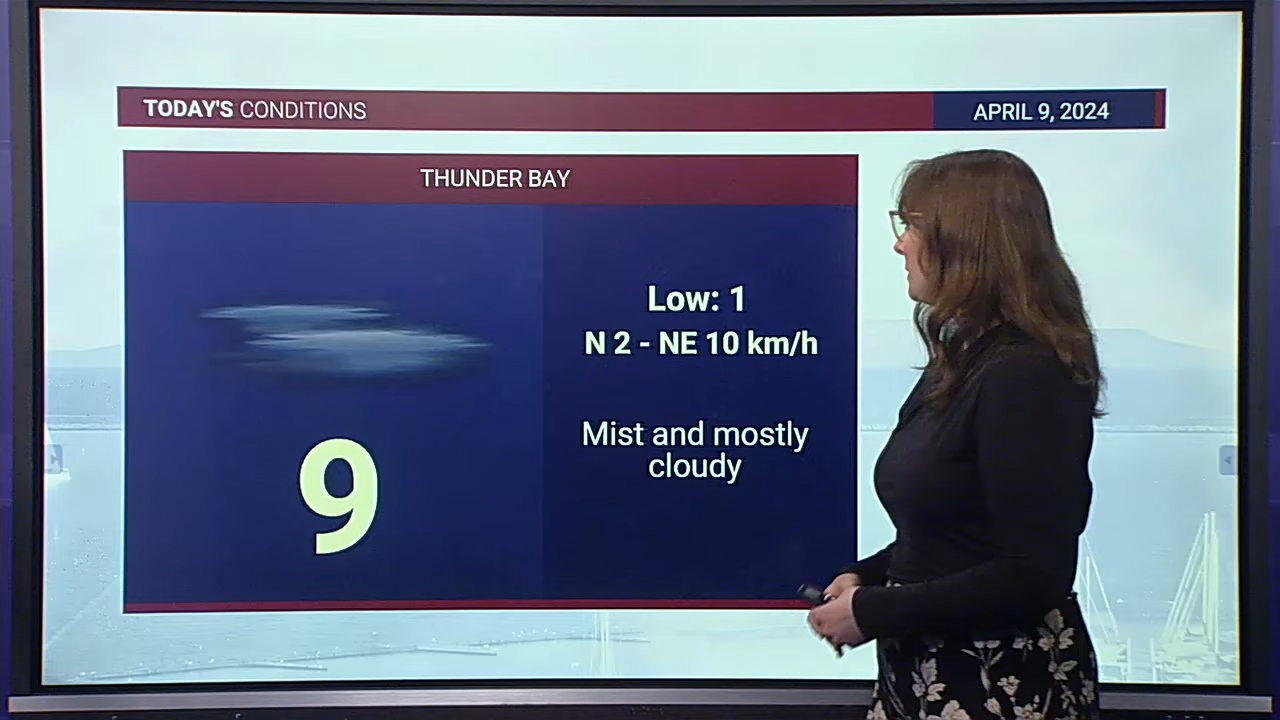 TODAY'S CONDITIONS
APRIL 9, 2024
THUNDER BAY
Low: 1
N 2 - NE 10 km/h
Mist and mostly
cloudy
9